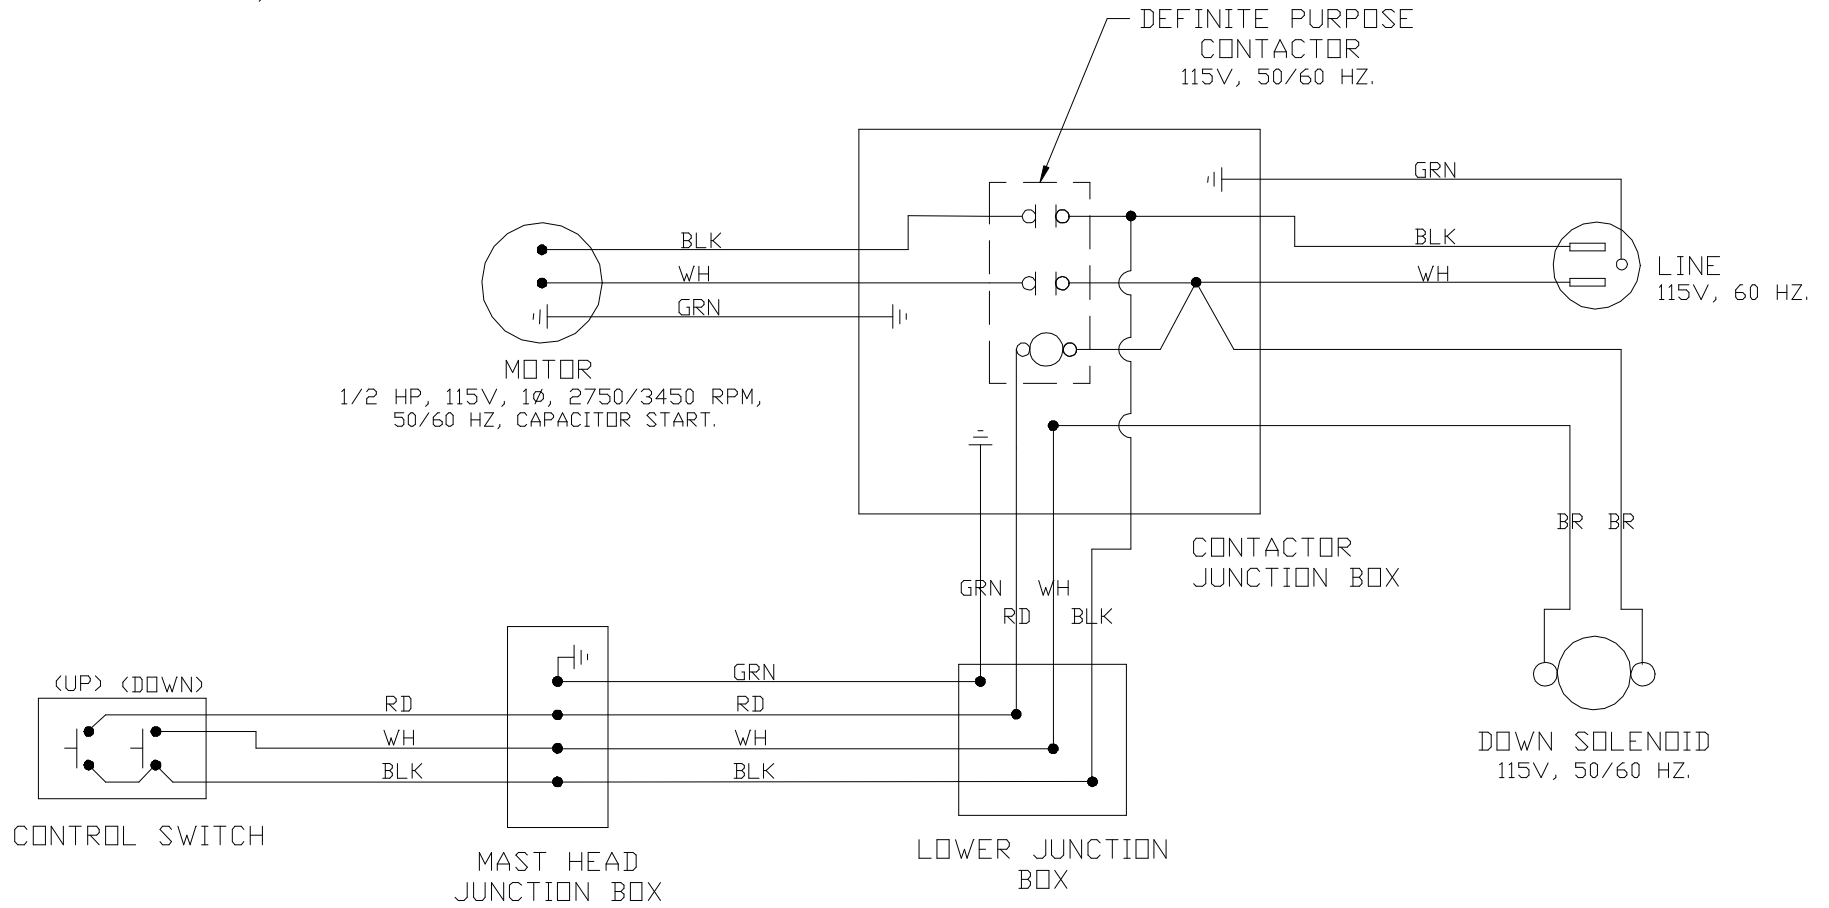 DEFINITE PURPOSE
CONTACTOR
115V, 50/60 HZ.
GRN
BLK
BLK
WH
WH
LINE
115V, 60 HZ.
GRN
MOTOR
1/2 HP, 115V, 1ø, 2750/3450 RPM,
50/60 HZ, CAPACITOR START.
BR BR
CONTACTOR
JUNCTION BOX
GRN WH
RD BLK
(UP) (DOWN)
GRN
RD
RD
WH
WH
BLK
BLK
DOWN SOLENOID
115V, 50/60 HZ.
CONTROL SWITCH
MAST HEAD
JUNCTION BOX
LOWER JUNCTION
BOX